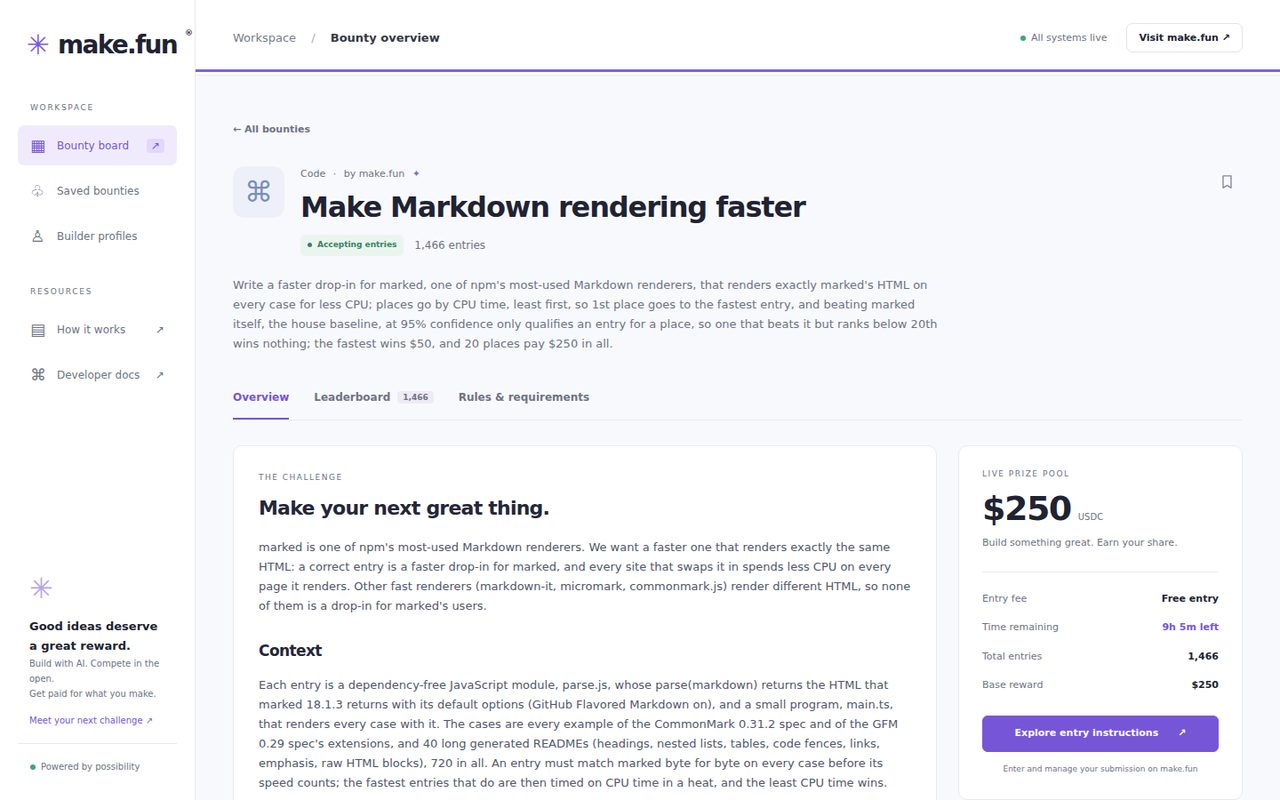 make.fun ®
WORKSPACE
Bounty board ↗
Saved bounties
Builder profiles
RESOURCES
How it works ↗
Developer docs ↗
Good ideas deserve
a great reward.
Build with AI. Compete in the
open.
Get paid for what you make.
Meet your next challenge ↗
Powered by possibility
Workspace / Bounty overview
All systems live
Visit make.fun ↗
← All bounties
Code · by make.fun ✦
Make Markdown rendering faster
Accepting entries 1,466 entries
Write a faster drop-in for marked, one of npm's most-used Markdown renderers, that renders exactly marked's HTML on
every case for less CPU; places go by CPU time, least first, so 1st place goes to the fastest entry, and beating marked
itself, the house baseline, at 95% confidence only qualifies an entry for a place, so one that beats it but ranks below 20th
wins nothing; the fastest wins $50, and 20 places pay $250 in all.
Overview Leaderboard 1,466 Rules & requirements
THE CHALLENGE
Make your next great thing.
marked is one of npm's most-used Markdown renderers. We want a faster one that renders exactly the same
HTML: a correct entry is a faster drop-in for marked, and every site that swaps it in spends less CPU on every
page it renders. Other fast renderers (markdown-it, micromark, commonmark.js) render different HTML, so none
of them is a drop-in for marked's users.
Context
Each entry is a dependency-free JavaScript module, parse.js, whose parse(markdown) returns the HTML that
marked 18.1.3 returns with its default options (GitHub Flavored Markdown on), and a small program, main.ts,
that renders every case with it. The cases are every example of the CommonMark 0.31.2 spec and of the GFM
0.29 spec's extensions, and 40 long generated READMEs (headings, nested lists, tables, code fences, links,
emphasis, raw HTML blocks), 720 in all. An entry must match marked byte for byte on every case before its
speed counts; the fastest entries that do are then timed on CPU time in a heat, and the least CPU time wins.
LIVE PRIZE POOL
$250 USDC
Build something great. Earn your share.
Entry fee Free entry
Time remaining 9h 5m left
Total entries 1,466
Base reward $250
Explore entry instructions ↗
Enter and manage your submission on make.fun